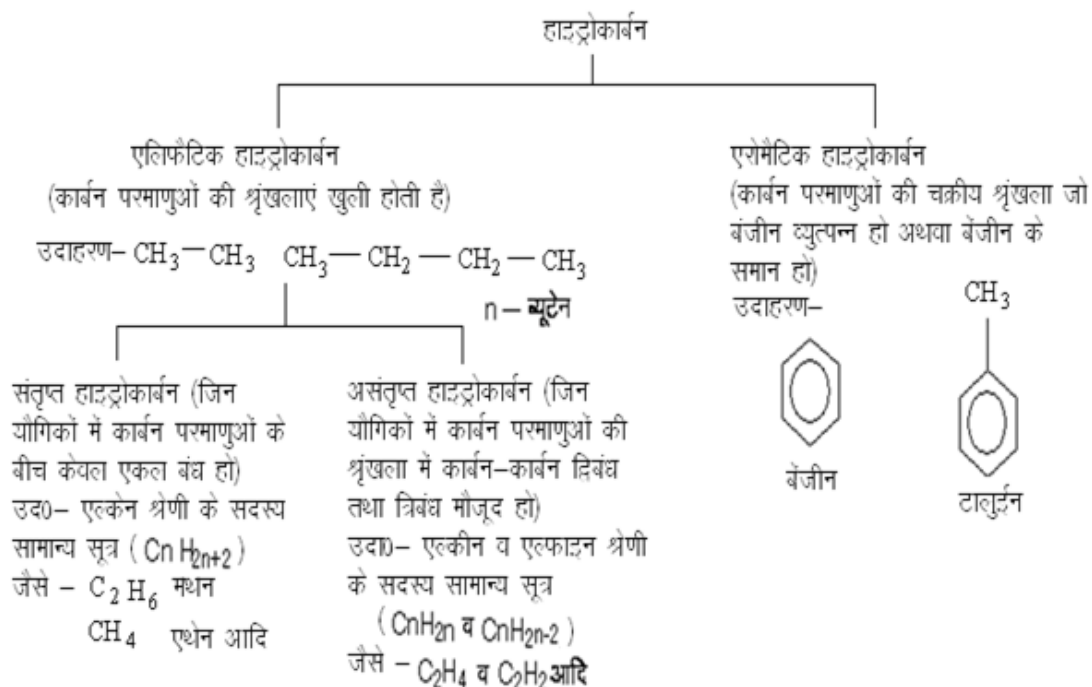 हाइड्रोकार्बन
एलिफैटिक हाइड्रोकार्बन
(कार्बन परमाणुओं की श्रृंखलाएं खुली होती है)
उदाहरण– CH₃—CH₃ CH₃—CH₂—CH₂—CH₃
n – ब्यूटेन
संतृप्त हाइड्रोकार्बन (जिन
यौगिकों में कार्बन परमाणुओं के
बीच केवल एकल बंध हो)
उद0– एल्केन श्रेणी के सदस्य
सामान्य सूत्र (CnH₂ₙ₊₂)
जैसे – C₂H₆ मथन
CH₄ एथेन आदि
असंतृप्त हाइड्रोकार्बन (जिन
यौगिकों में कार्बन परमाणुओं की
श्रृंखला में कार्बन–कार्बन द्विबंध
तथा त्रिबंध मौजूद हो)
उदा0– एल्कीन व एल्फाइन श्रेणी
के सदस्य सामान्य सूत्र
(CnH₂ₙ व CnH₂ₙ₋₂)
जैसे – C₂H₄ व C₂H₂ आदि
एरोमैटिक हाइड्रोकार्बन
(कार्बन परमाणुओं की चक्रीय श्रृंखला जो
बंजीन व्युत्पन्न हो अथवा बेंजीन के
समान हो)
उदाहरण–
बेंजीन
CH₃
टालुईन